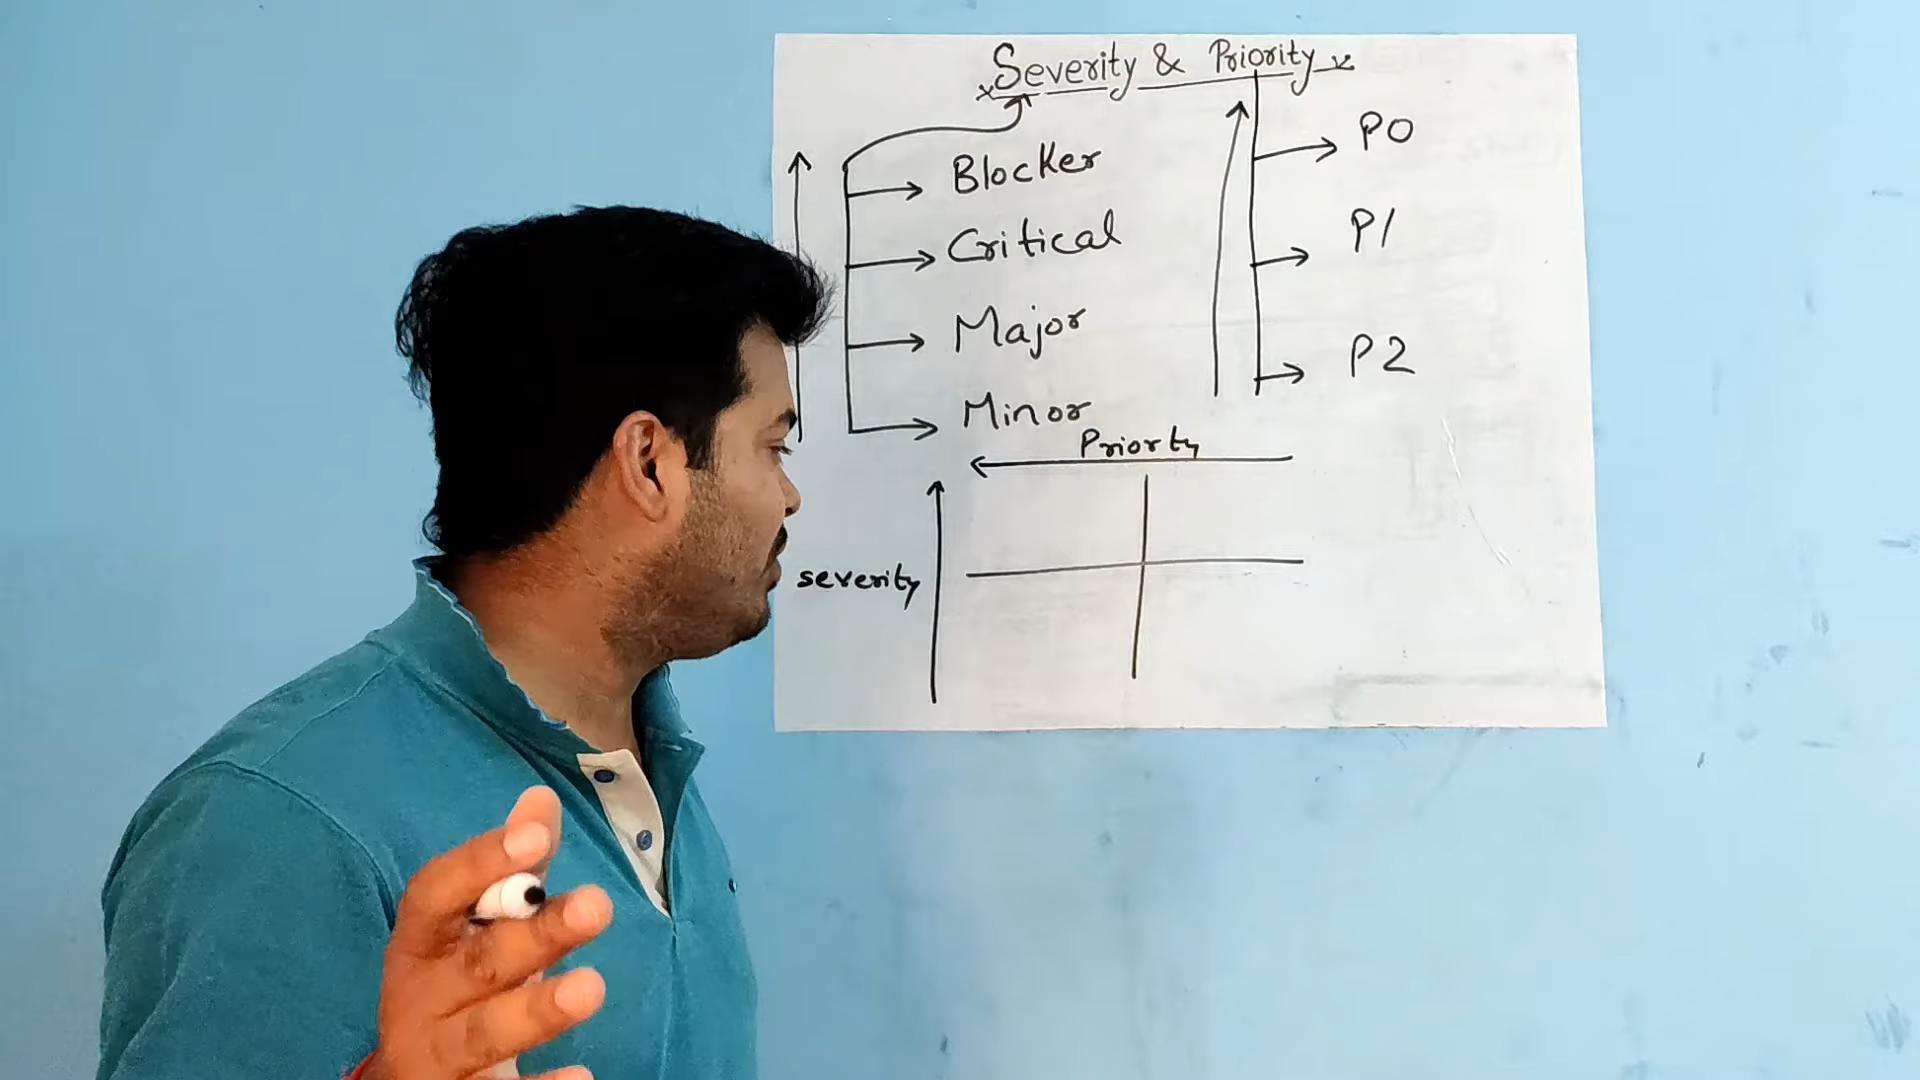 Severity & Priority
Blocker
Critical
Major
Minor
P0
P1
P2
Priorty
severity